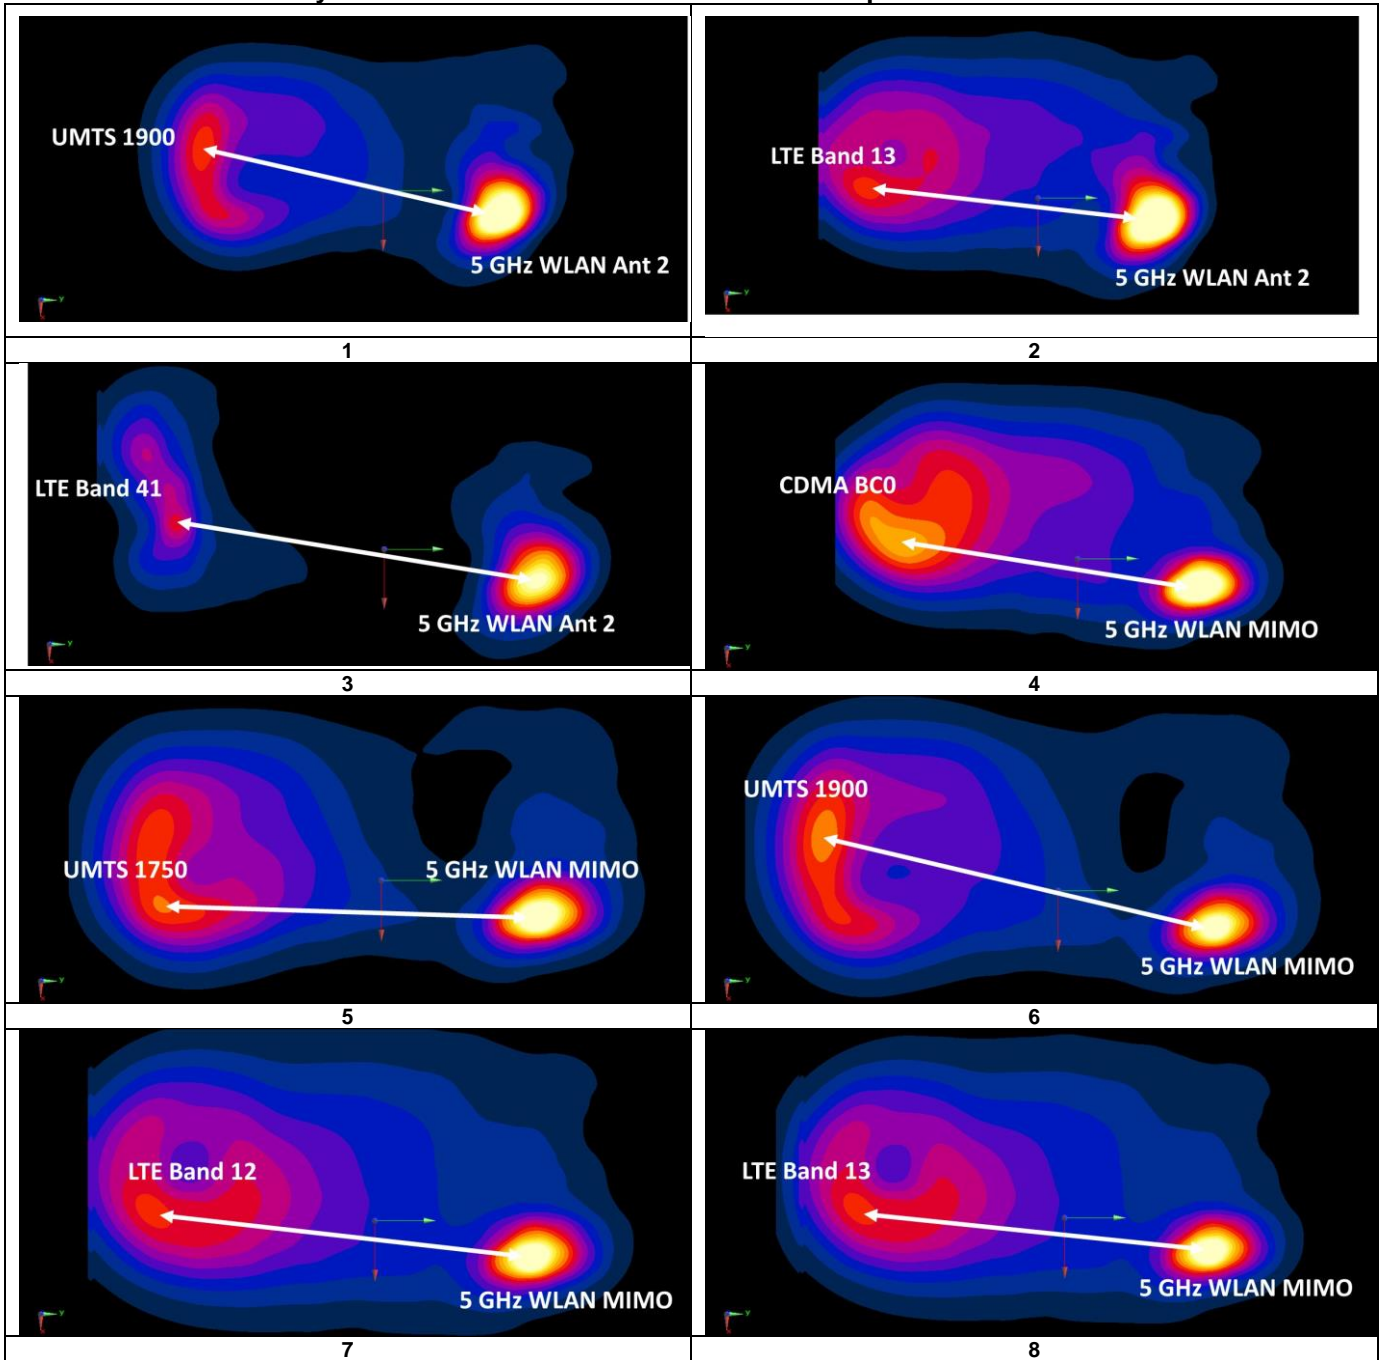 UMTS 1900
5 GHz WLAN Ant 2
Y
1
LTE Band 13
5 GHz WLAN Ant 2
Y
2
LTE Band 41
5 GHz WLAN Ant 2
Y
3
CDMA BC0
5 GHz WLAN MIMO
Y
4
UMTS 1750
5 GHz WLAN MIMO
Y
5
UMTS 1900
5 GHz WLAN MIMO
Y
6
LTE Band 12
5 GHz WLAN MIMO
Y
7
LTE Band 13
5 GHz WLAN MIMO
Y
8